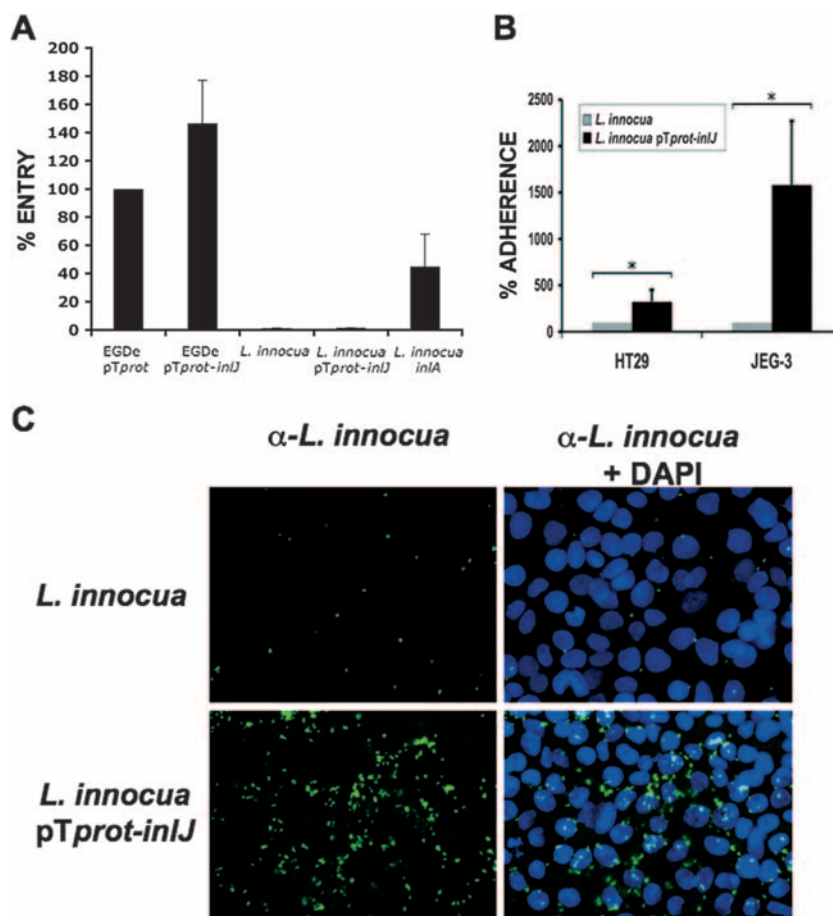 A
200
180
160
140
120
100
80
60
40
20
0
% ENTRY
EGDe
pTprot
EGDe
pTprot-inlJ
L. innocua
L. innocua
pTprot-inlJ
L. innocua
inlA
B
2500
2000
1500
1000
500
0
% ADHERENCE
L. innocua
L. innocua pTprot-inlJ
*
*
HT29
JEG-3
C
α-L. innocua
α-L. innocua
+ DAPI
L. innocua
L. innocua
pTprot-inlJ